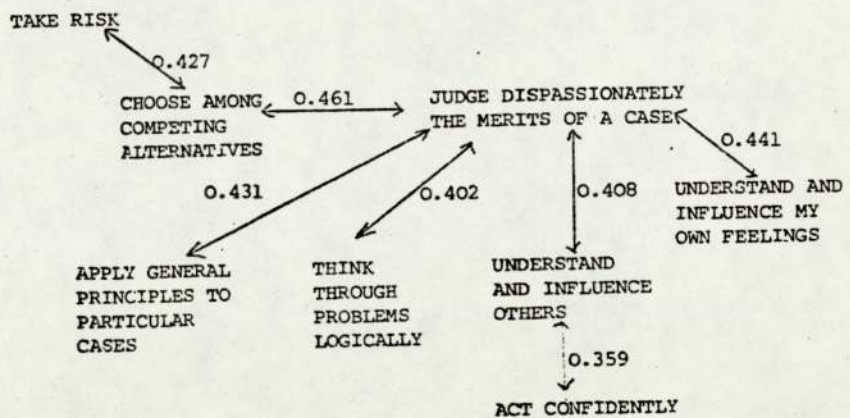 TAKE RISK
0.427
CHOOSE AMONG
COMPETING
ALTERNATIVES
0.461
JUDGE DISPASSIONATELY
THE MERITS OF A CASE
0.441
UNDERSTAND AND
INFLUENCE MY
OWN FEELINGS
0.431
0.402
0.408
APPLY GENERAL
PRINCIPLES TO
PARTICULAR
CASES
THINK
THROUGH
PROBLEMS
LOGICALLY
UNDERSTAND
AND INFLUENCE
OTHERS
0.359
ACT CONFIDENTLY